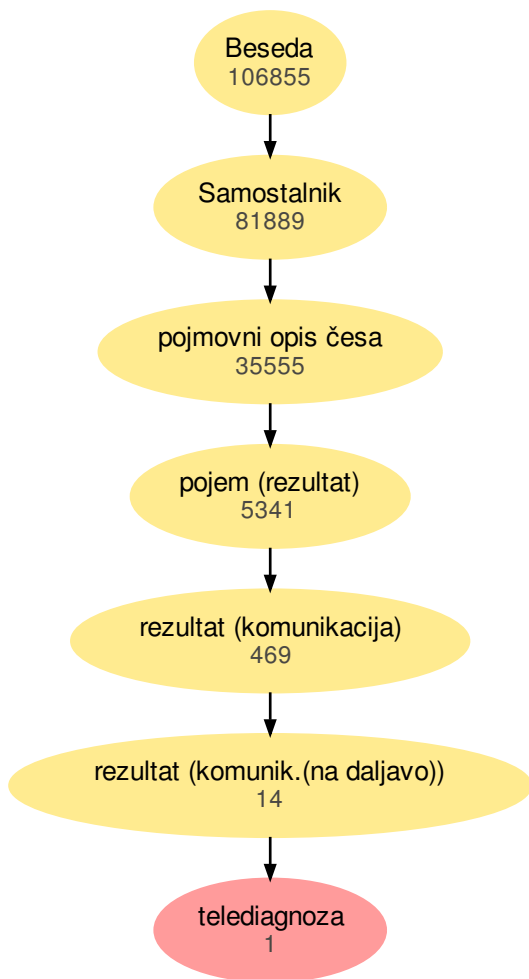 Beseda
106855
Samostalnik
81889
pojmovni opis česa
35555
pojem (rezultat)
5341
rezultat (komunikacija)
469
rezultat (komunik.(na daljavo))
14
telediagnoza
1